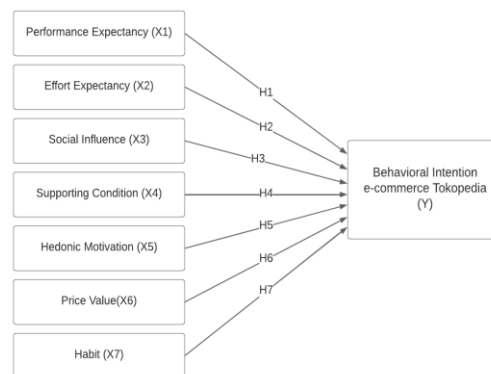 Performance Expectancy (X1)
Effort Expectancy (X2)
Social Influence (X3)
Supporting Condition (X4)
Hedonic Motivation (X5)
Price Value(X6)
Habit (X7)
H1
H2
H3
H4
H5
H6
H7
Behavioral Intention
e-commerce Tokopedia
(Y)